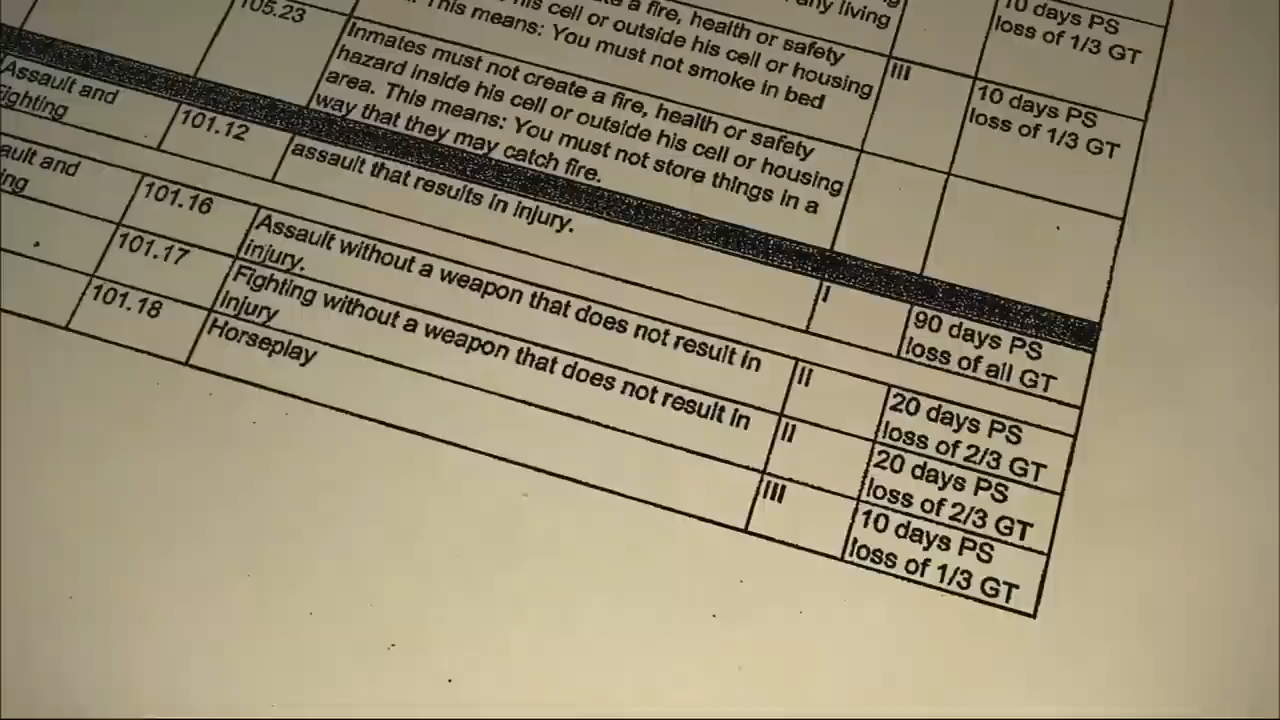 any living
10 days PS
loss of 1/3 GT
a fire, health or safety
his cell or outside his cell or housing
This means: You must not smoke in bed
III
10 days PS
loss of 1/3 GT
105.23
Inmates must not create a fire, health or safety
hazard inside his cell or outside his cell or housing
area. This means: You must not store things in a
way that they may catch fire.
Assault and
fighting
101.12
assault that results in injury.
I
90 days PS
loss of all GT
ault and
ing
101.16
Assault without a weapon that does not result in
injury.
II
20 days PS
loss of 2/3 GT
101.17
Fighting without a weapon that does not result in
Injury
II
20 days PS
loss of 2/3 GT
101.18
Horseplay
III
10 days PS
loss of 1/3 GT